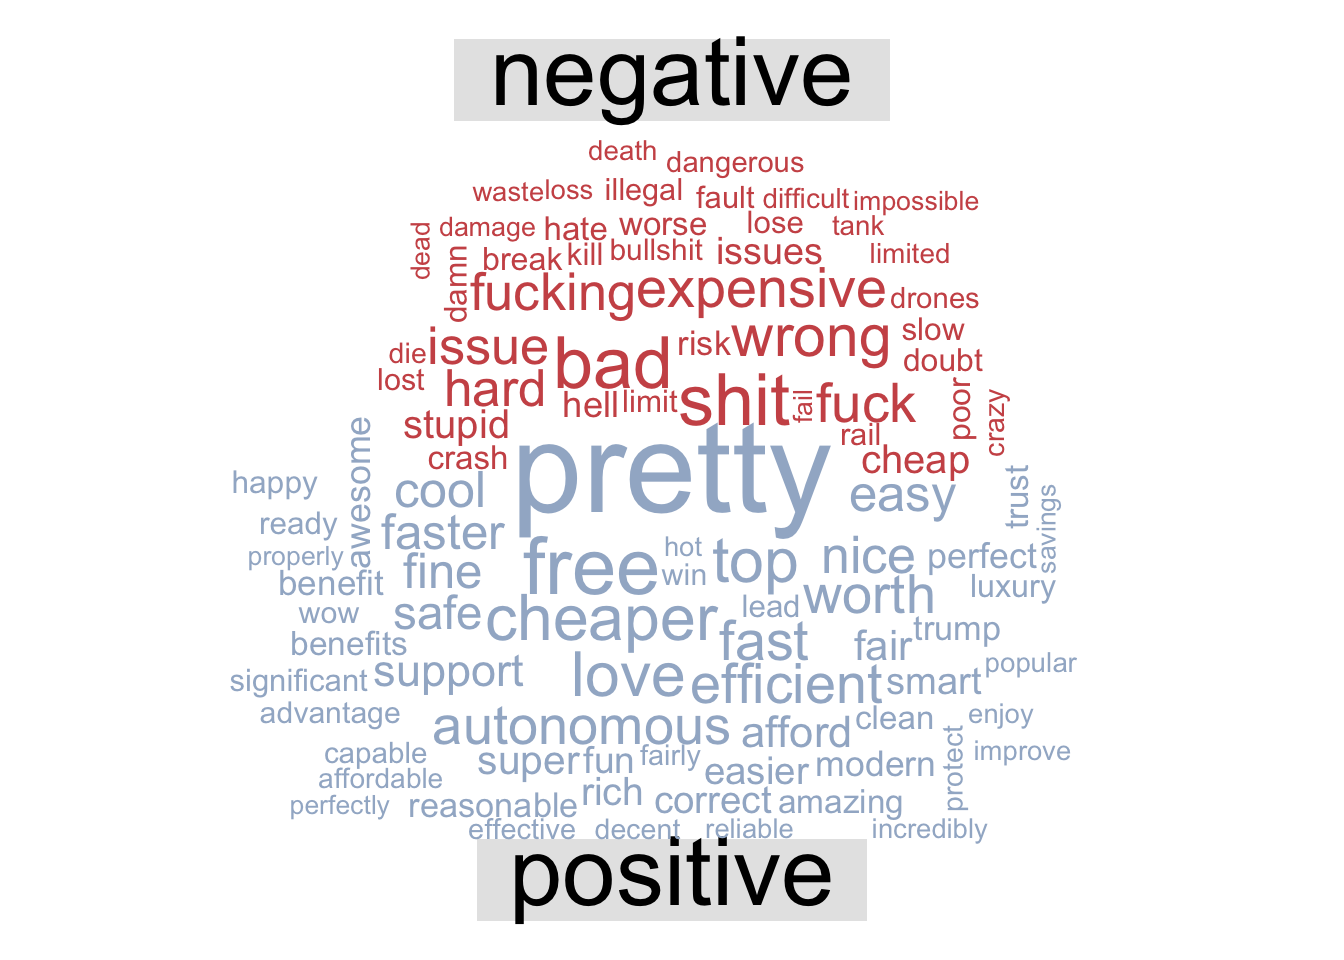 negative
death
dangerous
waste loss illegal fault difficult impossible
damage hate worse lose tank
dead
break kill bullshit issues limited
damn
fucking expensive drones
issue bad risk wrong slow
die
doubt
lost hard hell limit shit fail fuck poor crazy
stupid rail
crash cheap
pretty
happy awesome cool easy trust savings
ready faster
properly free hot top nice perfect
benefit fine win luxury
wow safe cheaper lead worth
benefits fast fair trump
significant support love efficient smart popular
advantage autonomous afford clean enjoy
capable super fun fairly easier modern protect improve
affordable
perfectly reasonable rich correct amazing
effective decent reliable incredibly
positive